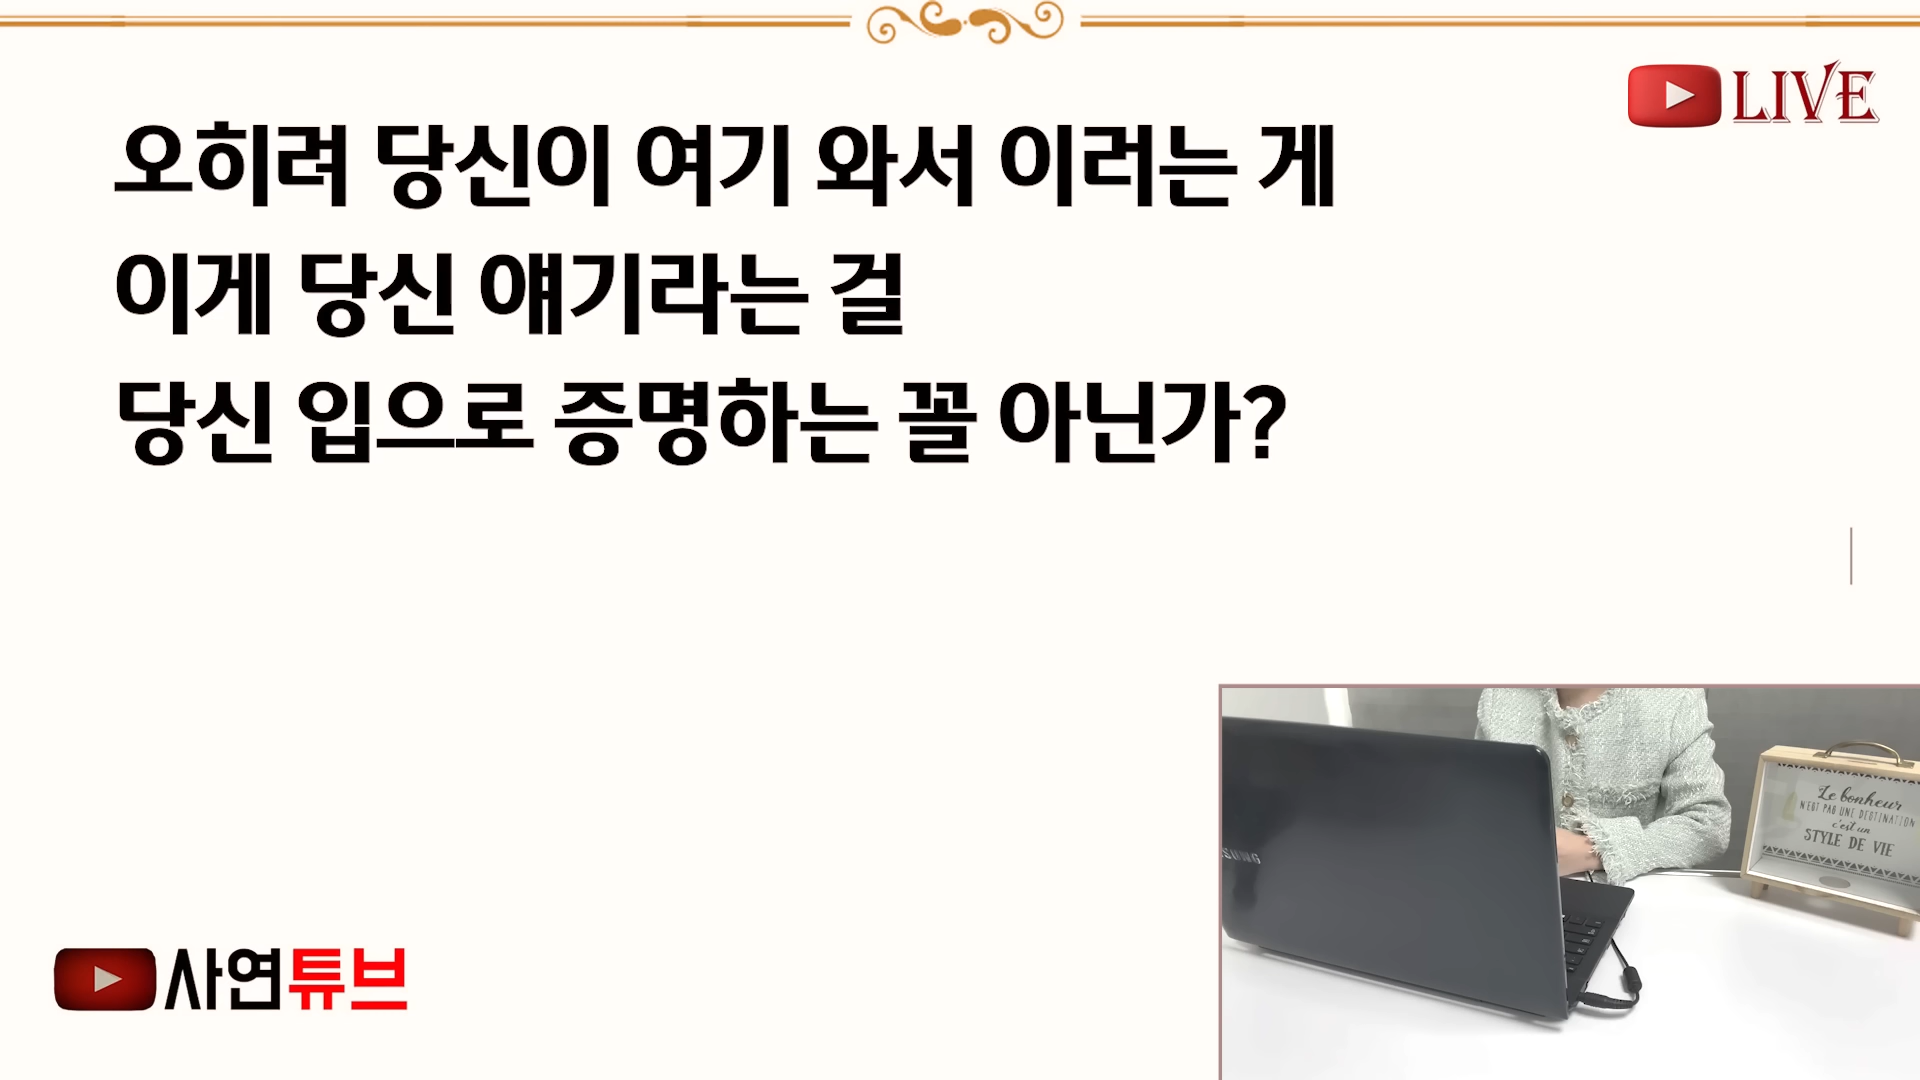 LIVE
오히려 당신이 여기 와서 이러는 게
이게 당신 얘기라는 걸
당신 입으로 증명하는 꼴 아닌가?
Le bonheur
N'EST PAS UNE DESTINATION
c'est un
STYLE DE VIE
SUNG
사연튜브